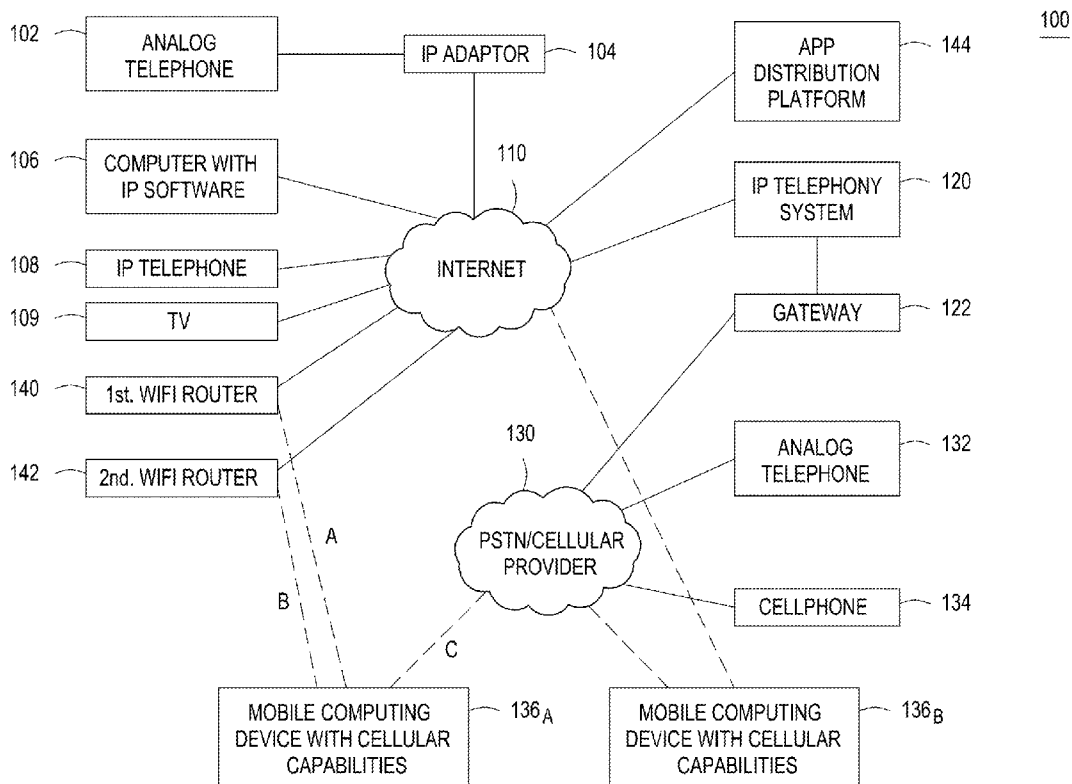 100
102
ANALOG
TELEPHONE
IP ADAPTOR
104
APP
DISTRIBUTION
PLATFORM
144
106
COMPUTER WITH
IP SOFTWARE
110
IP TELEPHONY
SYSTEM
120
108
IP TELEPHONE
INTERNET
109
TV
GATEWAY
122
140
1st. WIFI ROUTER
142
2nd. WIFI ROUTER
130
ANALOG
TELEPHONE
132
A
B
PSTN/CELLULAR
PROVIDER
CELLPHONE
134
C
MOBILE COMPUTING
DEVICE WITH CELLULAR
CAPABILITIES
136A
MOBILE COMPUTING
DEVICE WITH CELLULAR
CAPABILITIES
136B